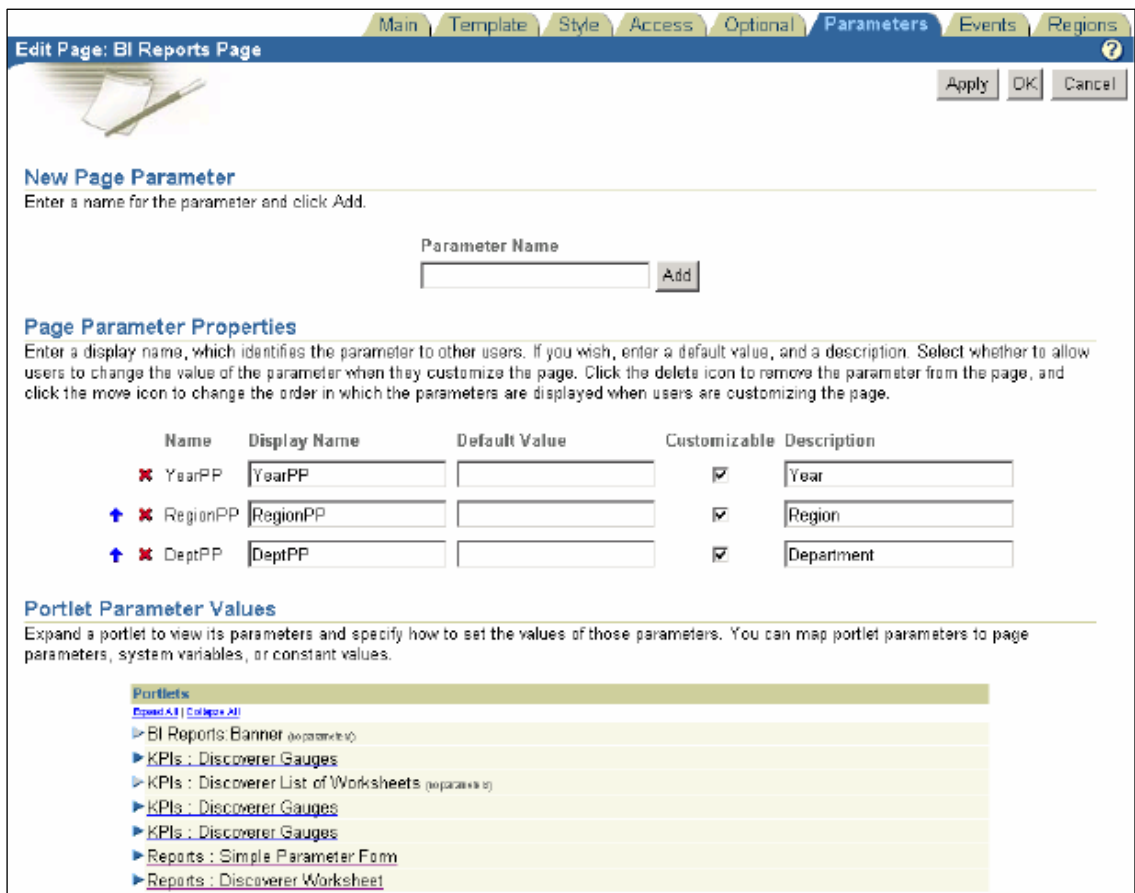 Main Template Style Access Optional Parameters Events Regions
Edit Page: BI Reports Page ?
Apply OK Cancel
New Page Parameter
Enter a name for the parameter and click Add.
Parameter Name
Add
Page Parameter Properties
Enter a display name, which identifies the parameter to other users. If you wish, enter a default value, and a description. Select whether to allow
users to change the value of the parameter when they customize the page. Click the delete icon to remove the parameter from the page, and
click the move icon to change the order in which the parameters are displayed when users are customizing the page.
Name Display Name Default Value Customizable Description
YearPP YearPP Year
RegionPP RegionPP Region
DeptPP DeptPP Department
Portlet Parameter Values
Expand a portlet to view its parameters and specify how to set the values of those parameters. You can map portlet parameters to page
parameters, system variables, or constant values.
Portlets
Expand All | Collapse All
BI Reports:Banner (no parameters)
KPIs : Discoverer Gauges
KPIs : Discoverer List of Worksheets (no parameters)
KPIs : Discoverer Gauges
KPIs : Discoverer Gauges
Reports : Simple Parameter Form
Reports : Discoverer Worksheet